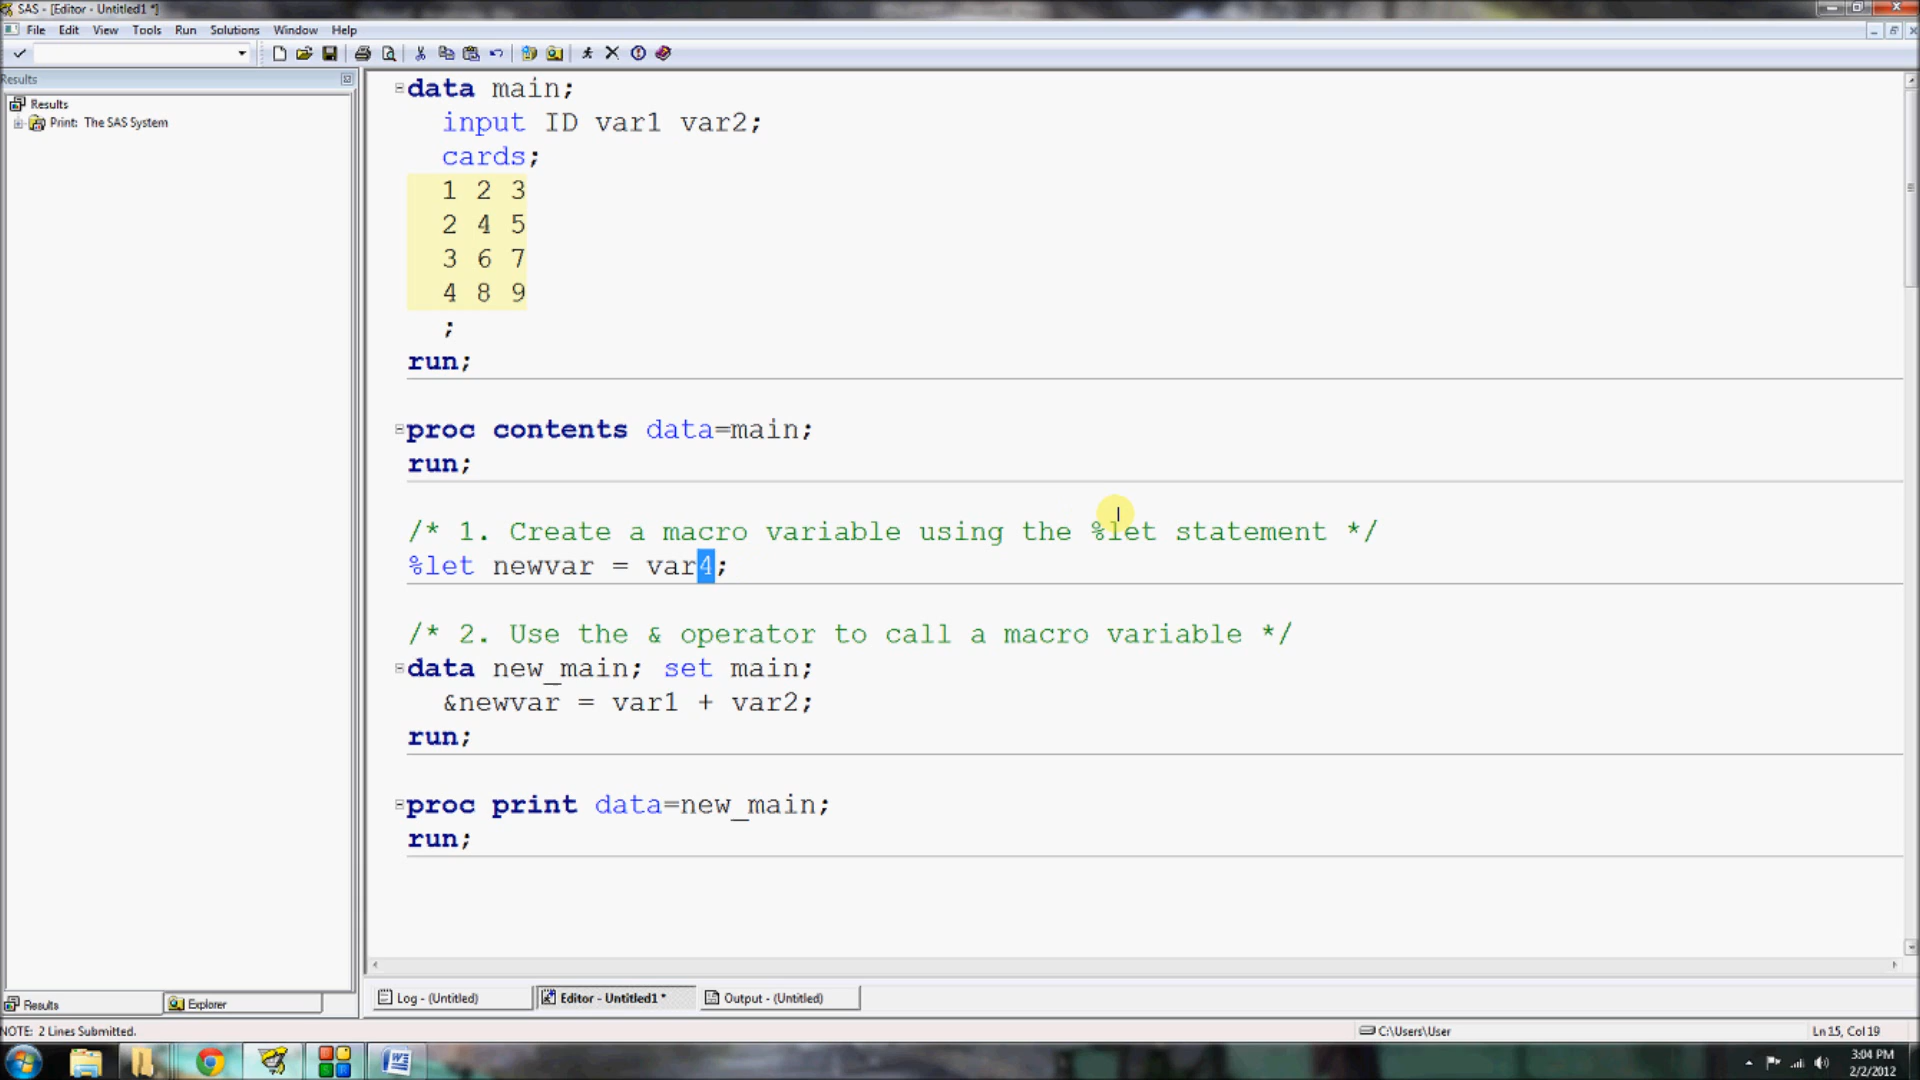 SAS - [Editor - Untitled1 *]
File Edit View Tools Run Solutions Window Help
Results
Results
Print: The SAS System
data main;
input ID var1 var2;
cards;
1 2 3
2 4 5
3 6 7
4 8 9
;
run;
proc contents data=main;
run;
/* 1. Create a macro variable using the %let statement */
%let newvar = var4;
/* 2. Use the & operator to call a macro variable */
data new_main; set main;
&newvar = var1 + var2;
run;
proc print data=new_main;
run;
Results Explorer
Log - (Untitled) Editor - Untitled1 * Output - (Untitled)
NOTE: 2 Lines Submitted. C:\Users\User Ln 15, Col 19
3:04 PM
2/2/2012